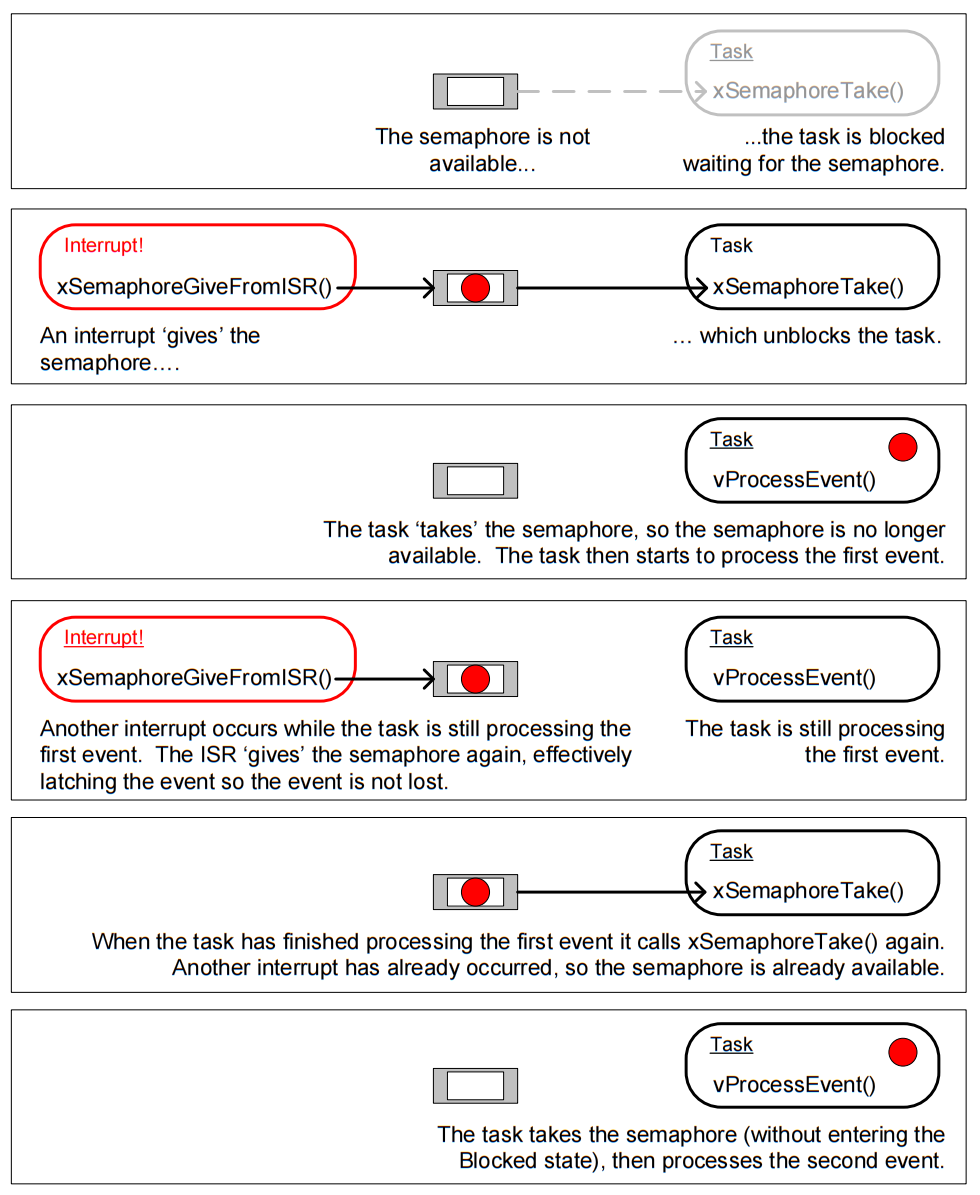 Task
xSemaphoreTake()
The semaphore is not
available...
...the task is blocked
waiting for the semaphore.
Interrupt!
xSemaphoreGiveFromISR()
Task
xSemaphoreTake()
An interrupt ‘gives’ the
semaphore….
… which unblocks the task.
Task
vProcessEvent()
The task ‘takes’ the semaphore, so the semaphore is no longer
available.  The task then starts to process the first event.
Interrupt!
xSemaphoreGiveFromISR()
Task
vProcessEvent()
Another interrupt occurs while the task is still processing the
first event.  The ISR ‘gives’ the semaphore again, effectively
latching the event so the event is not lost.
The task is still processing
the first event.
Task
xSemaphoreTake()
When the task has finished processing the first event it calls xSemaphoreTake() again.
Another interrupt has already occurred, so the semaphore is already available.
Task
vProcessEvent()
The task takes the semaphore (without entering the
Blocked state), then processes the second event.